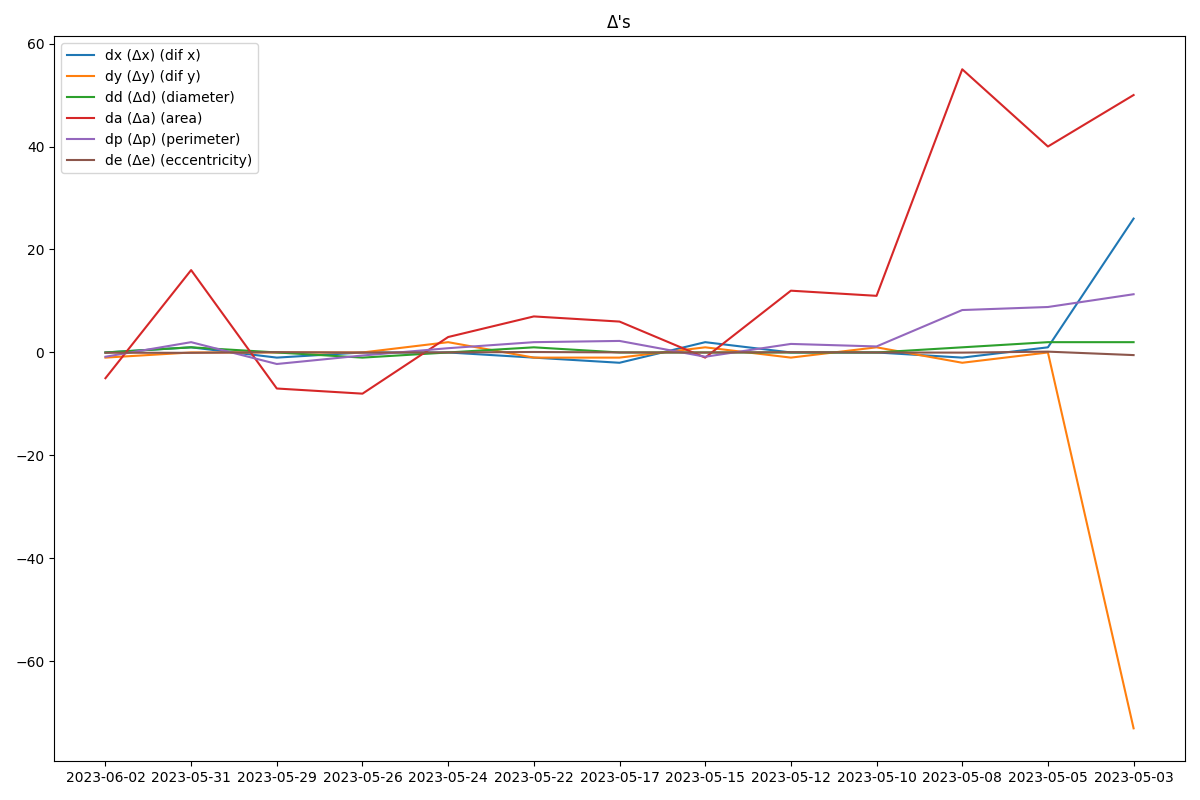 Δ's
dx (Δx) (dif x)
dy (Δy) (dif y)
dd (Δd) (diameter)
da (Δa) (area)
dp (Δp) (perimeter)
de (Δe) (eccentricity)
60
40
20
0
−20
−40
−60
2023-06-02 2023-05-31 2023-05-29 2023-05-26 2023-05-24 2023-05-22 2023-05-17 2023-05-15 2023-05-12 2023-05-10 2023-05-08 2023-05-05 2023-05-03